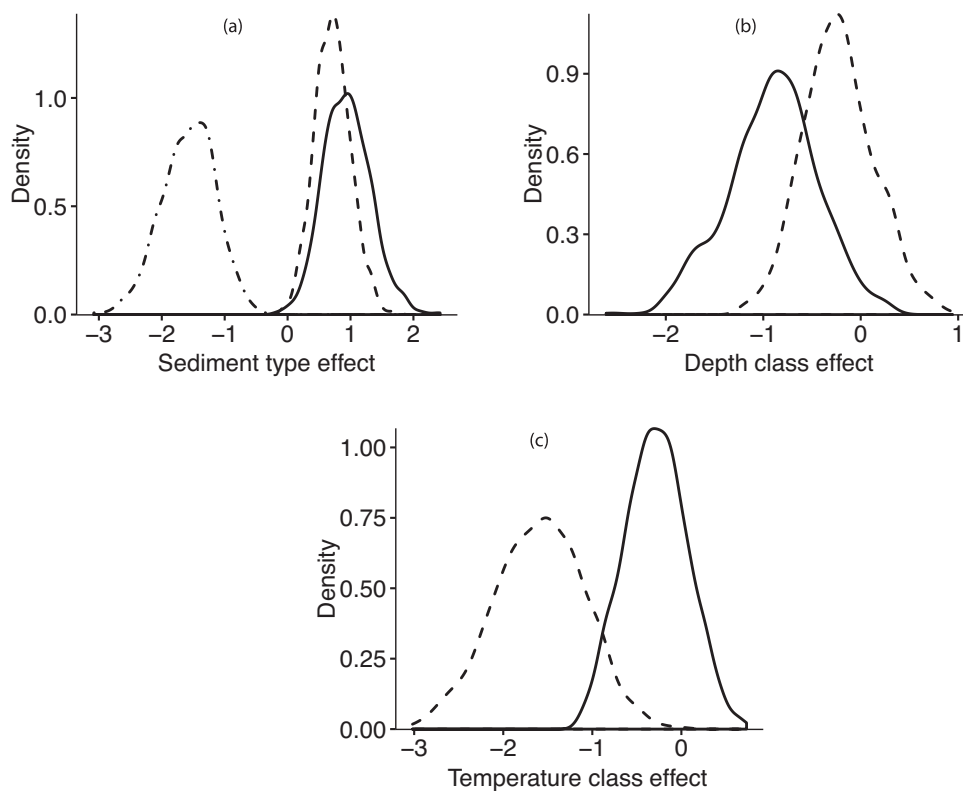 (a)
Density
1.0
0.5
0.0
−3 −2 −1 0 1 2
Sediment type effect
(b)
Density
0.9
0.6
0.3
0.0
−2 −1 0 1
Depth class effect
(c)
Density
1.00
0.75
0.50
0.25
0.00
−3 −2 −1 0
Temperature class effect